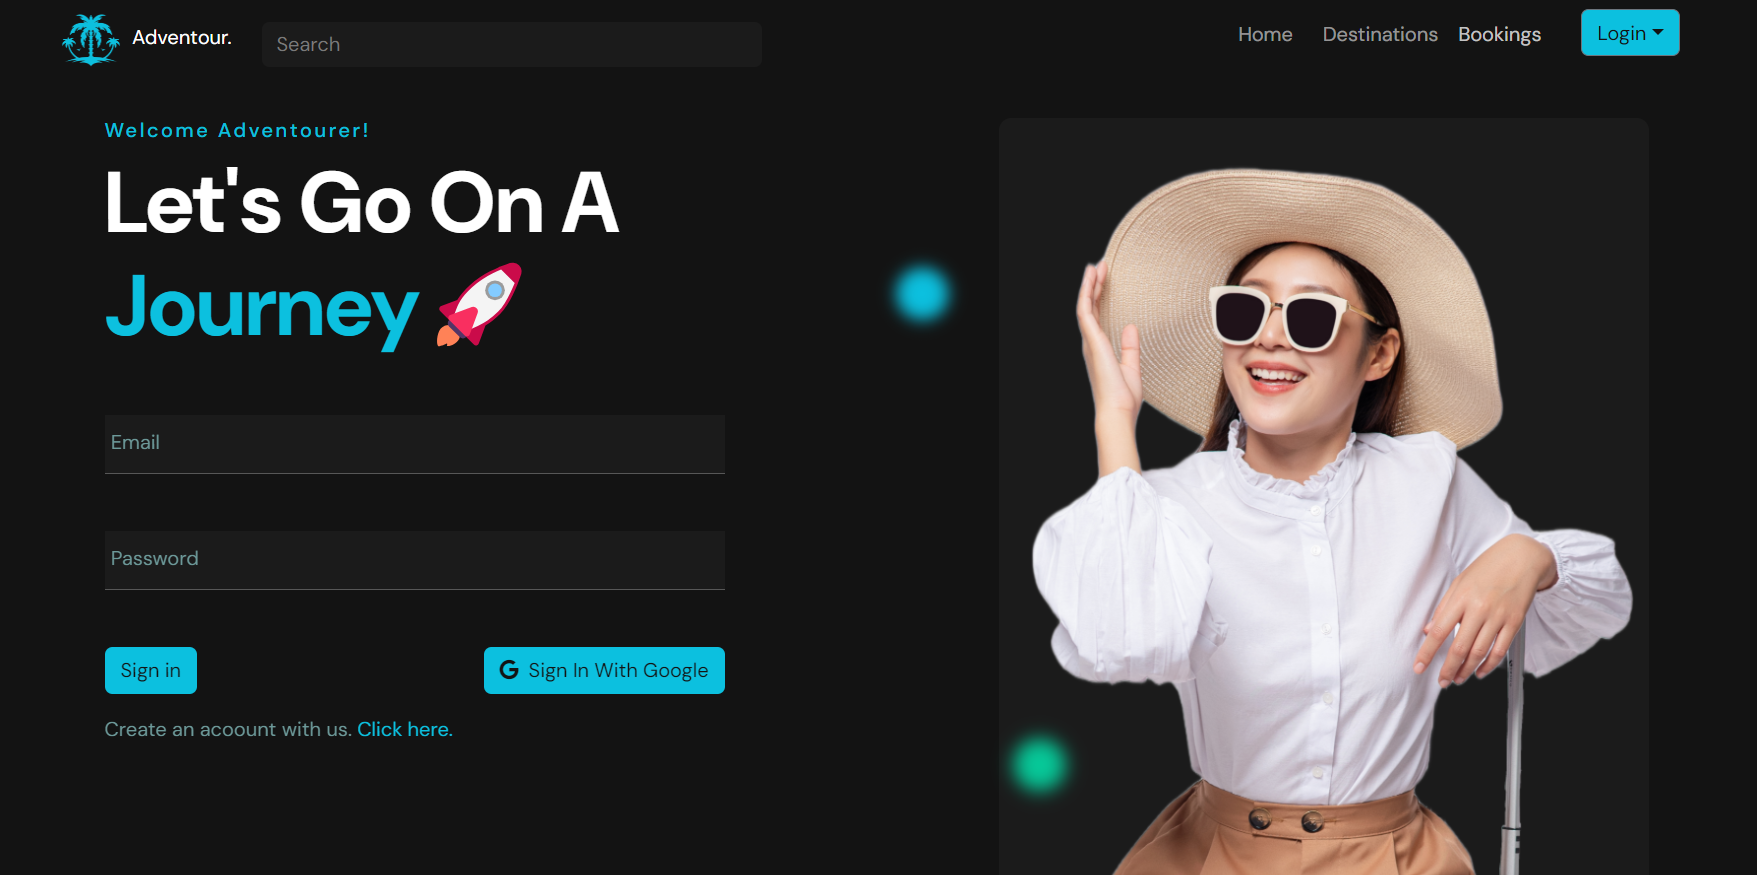 Adventour.
Search
Home
Destinations
Bookings
Login
Welcome Adventourer!
Let's Go On A
Journey 🚀
Email
Password
Sign in
G Sign In With Google
Create an acoount with us. Click here.